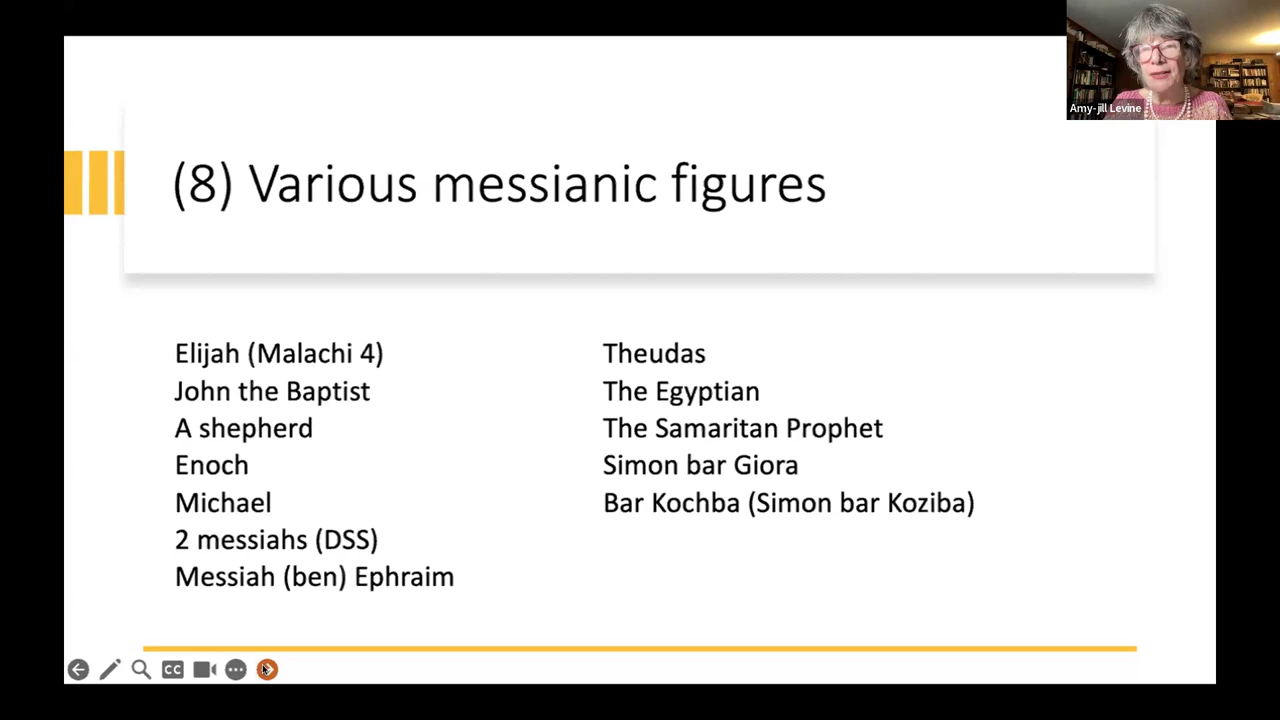 Amy-jill Levine
(8) Various messianic figures
Elijah (Malachi 4)
John the Baptist
A shepherd
Enoch
Michael
2 messiahs (DSS)
Messiah (ben) Ephraim
Theudas
The Egyptian
The Samaritan Prophet
Simon bar Giora
Bar Kochba (Simon bar Koziba)
CC